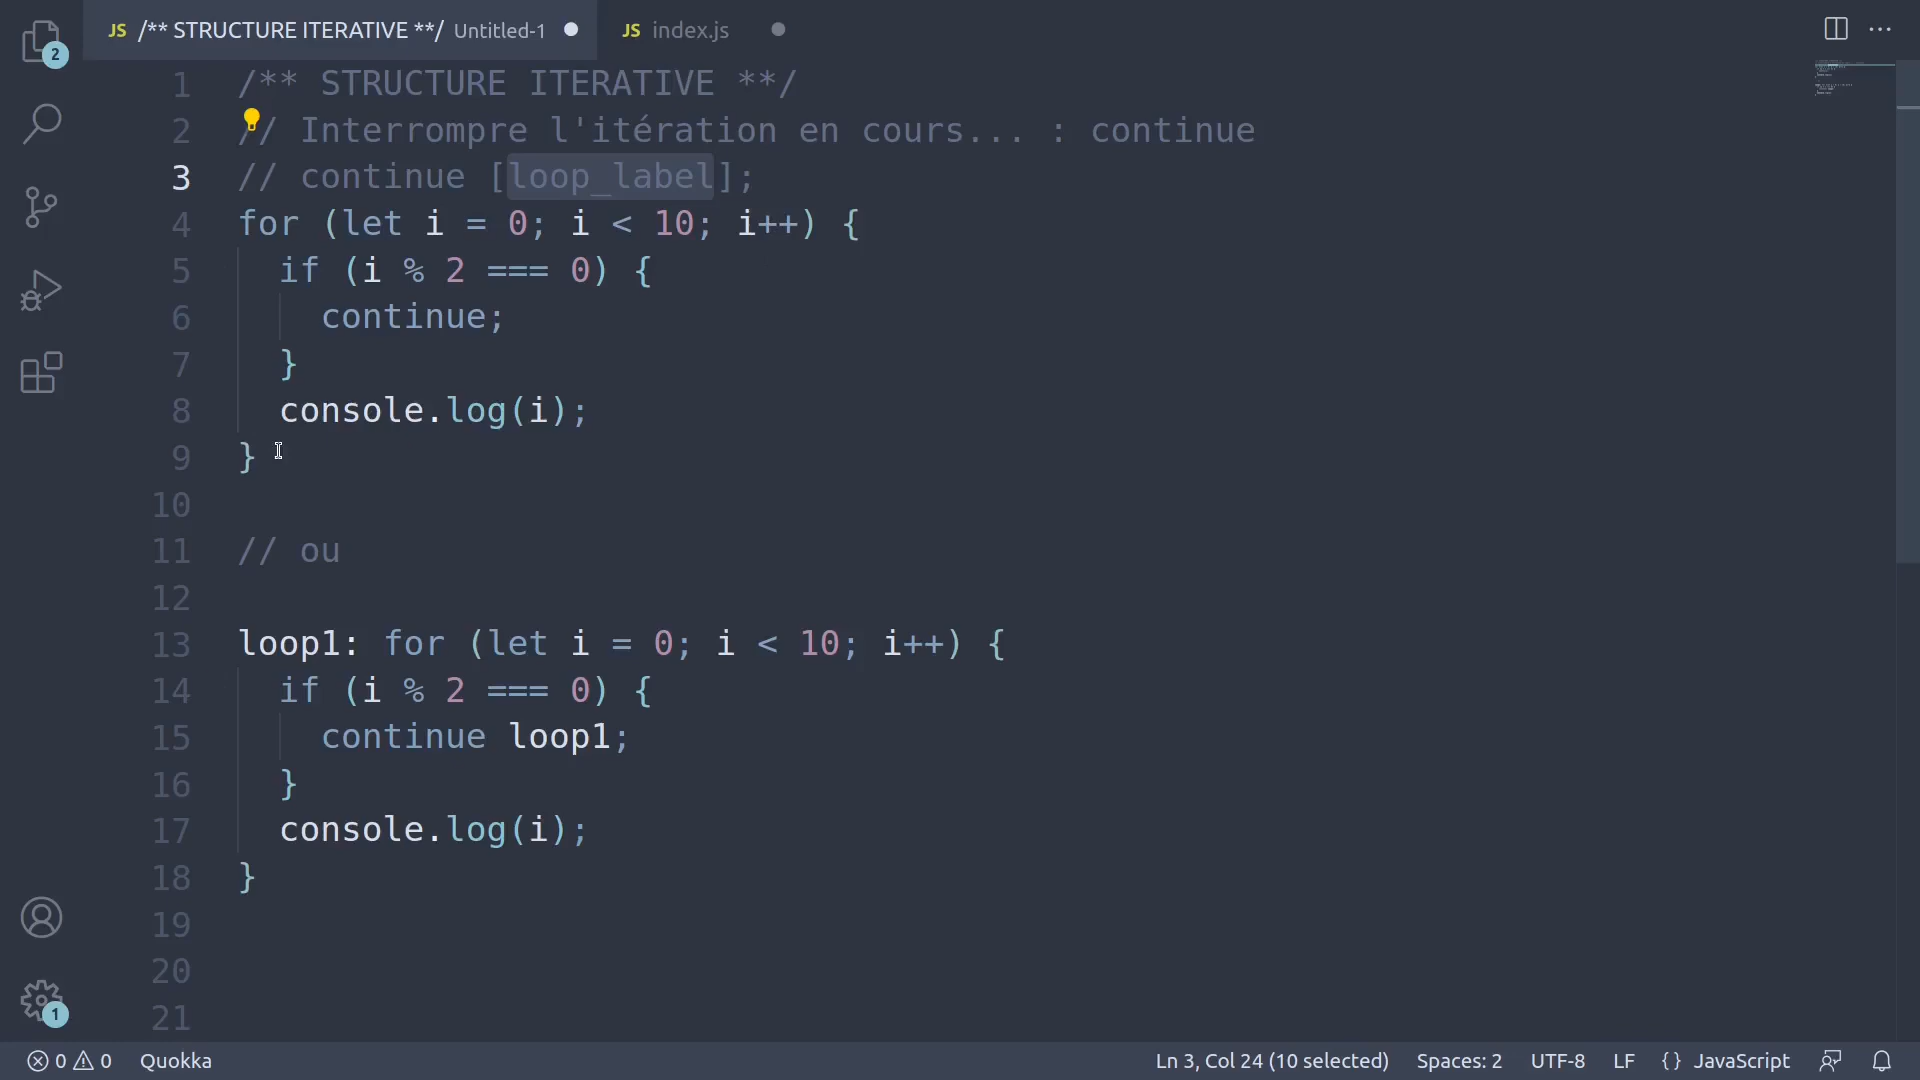 JS /** STRUCTURE ITERATIVE **/ Untitled-1
JS index.js
2
1 /** STRUCTURE ITERATIVE **/
2 // Interrompre l'itération en cours... : continue
3 // continue [loop_label];
4 for (let i = 0; i < 10; i++) {
5 if (i % 2 === 0) {
6 continue;
7 }
8 console.log(i);
9 }
10
11 // ou
12
13 loop1: for (let i = 0; i < 10; i++) {
14 if (i % 2 === 0) {
15 continue loop1;
16 }
17 console.log(i);
18 }
19
20
21
1
0 0 Quokka Ln 3, Col 24 (10 selected) Spaces: 2 UTF-8 LF {} JavaScript